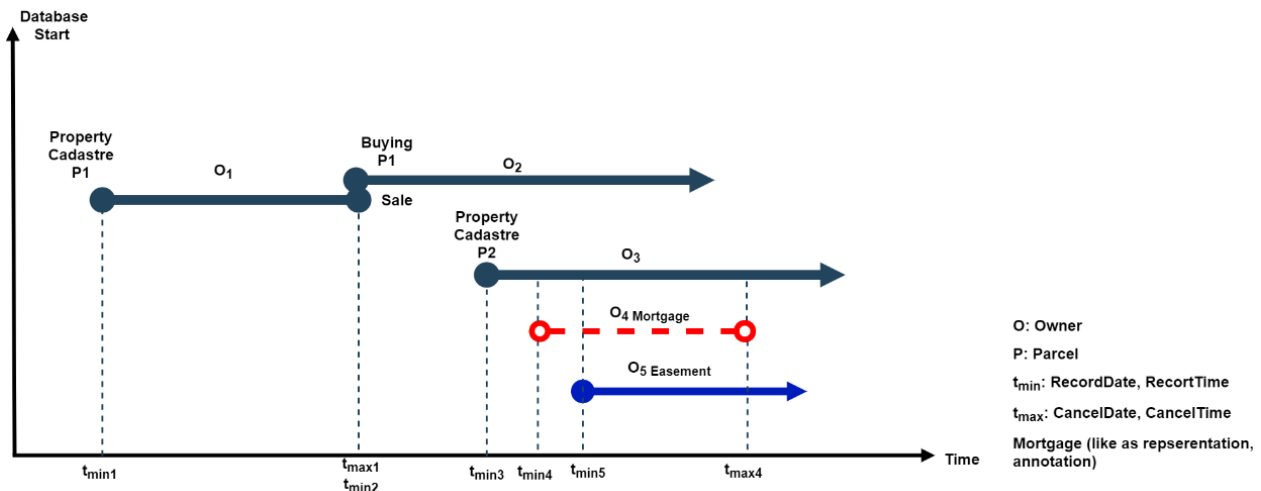 Database
Start
Property
Cadastre
P1
O1
Buying
P1
O2
Sale
Property
Cadastre
P2
O3
O4 Mortgage
O5 Easement
O: Owner
P: Parcel
tmin: RecordDate, RecortTime
tmax: CancelDate, CancelTime
Mortgage (like as repserentation,
annotation)
Time
tmin1
tmax1
tmin2
tmin3
tmin4
tmin5
tmax4